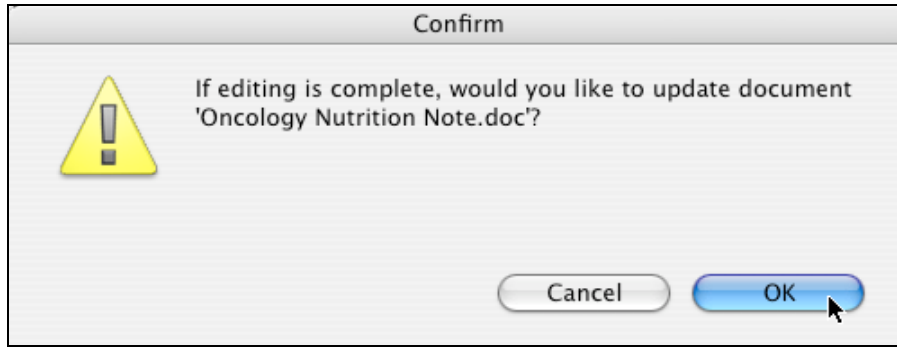 Confirm
If editing is complete, would you like to update document
'Oncology Nutrition Note.doc'?
Cancel
OK